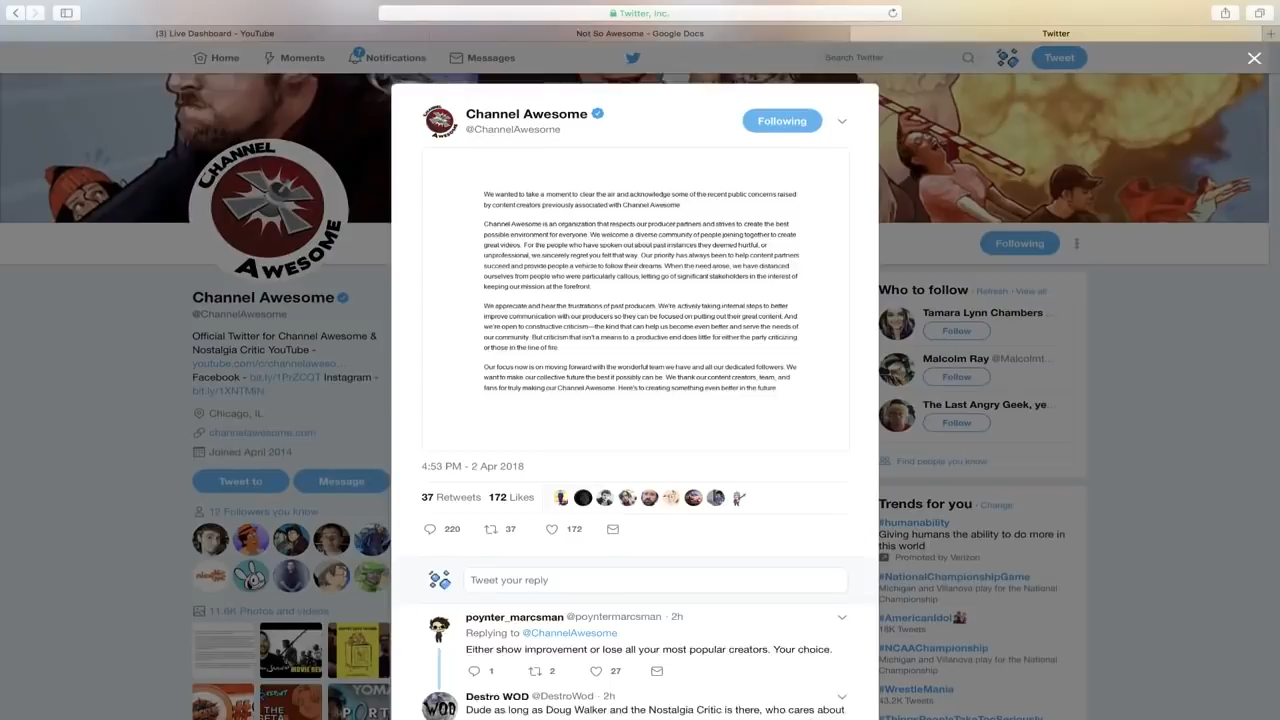 Twitter, Inc.
(3) Live Dashboard - YouTube
Not So Awesome - Google Docs
Twitter
Home
Moments
7
Notifications
Messages
Search Twitter
Tweet
Channel Awesome
@ChannelAwesome
Following
We wanted to take a moment to clear the air and acknowledge some of the recent public concerns raised
by content creators previously associated with Channel Awesome
Channel Awesome is an organization that respects our producer partners and strives to create the best
possible environment for everyone. We welcome a diverse community of people joining together to create
great videos. For the people who have spoken out about past instances they deemed hurtful, or
unprofessional, we sincerely regret you felt that way. Our priority has always been to help content partners
succeed and provide people a vehicle to follow their dreams. When the need arose, we have distanced
ourselves from people who were particularly callous, letting go of significant stakeholders in the interest of
keeping our mission at the forefront.
We appreciate and hear the frustrations of past producers. We're actively taking internal steps to better
improve communication with our producers so they can be focused on putting out their great content. And
we're open to constructive criticism—the kind that can help us become even better and serve the needs of
our community. But criticism that isn't a means to a productive end does little for either the party criticizing
or those in the line of fire.
Our focus now is on moving forward with the wonderful team we have and all our dedicated followers. We
want to make our collective future the best it possibly can be. We thank our content creators, team, and
fans for truly making our Channel Awesome. Here's to creating something even better in the future.
4:53 PM - 2 Apr 2018
37 Retweets 172 Likes
220
37
172
Tweet your reply
poynter_marcsman @poyntermarcsman · 2h
Replying to @ChannelAwesome
Either show improvement or lose all your most popular creators. Your choice.
1
2
27
Destro WOD @DestroWod · 2h
Dude as long as Doug Walker and the Nostalgia Critic is there, who cares about
WOD
CHANNEL
AWESOME
Channel Awesome
@ChannelAwesome
Official Twitter for Channel Awesome &
Nostalgia Critic YouTube -
youtube.com/c/channelaweso...
Facebook - bit.ly/1PrZCQT Instagram -
bit.ly/1XNTMiN
Chicago, IL
channelawesome.com
Joined April 2014
Tweet to
Message
12 Followers you know
11.6K Photos and videos
Following
Who to follow · Refresh · View all
Tamara Lynn Chambers
Follow
Malcolm Ray @Malcolmt...
Follow
The Last Angry Geek, ye...
Follow
Find people you know
Trends for you · Change
#humanability
Giving humans the ability to do more in
this world
Promoted by Verizon
#NationalChampionshipGame
Michigan and Villanova play for the National
Championship
#AmericanIdol
18K Tweets
#NCAAChampionship
Michigan and Villanova play for the National
Championship
#WrestleMania
43.2K Tweets